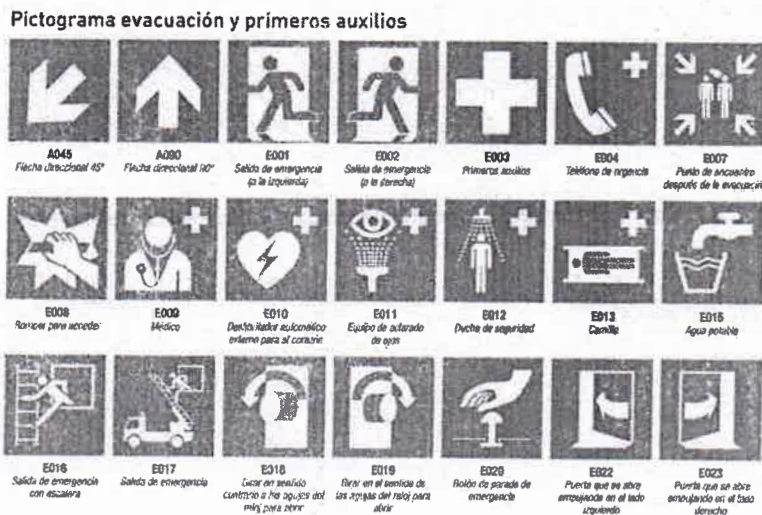 Pictograma evacuación y primeros auxilios
A045
Flecha direccional 45°
A090
Flecha direccional 90°
E001
Salida de emergencia
(a la izquierda)
E002
Salida de emergencia
(a la derecha)
E003
Primeros auxilios
E004
Teléfono de urgencia
E007
Punto de encuentro
después de la evacuación
E008
Romper para acceder
E009
Médico
E010
Desfibrilador automático
externo para el corazón
E011
Equipo de aclarado
de ojos
E012
Ducha de seguridad
E013
Camilla
E015
Agua potable
E016
Salida de emergencia
con escalera
E017
Salida de emergencia
E018
Girar en sentido
contrario a las agujas del
reloj para abrir
E019
Girar en el sentido de
las agujas del reloj para
abrir
E020
Botón de parada de
emergencia
E022
Puerta que se abre
empujando en el lado
izquierdo
E023
Puerta que se abre
empujando en el lado
derecho